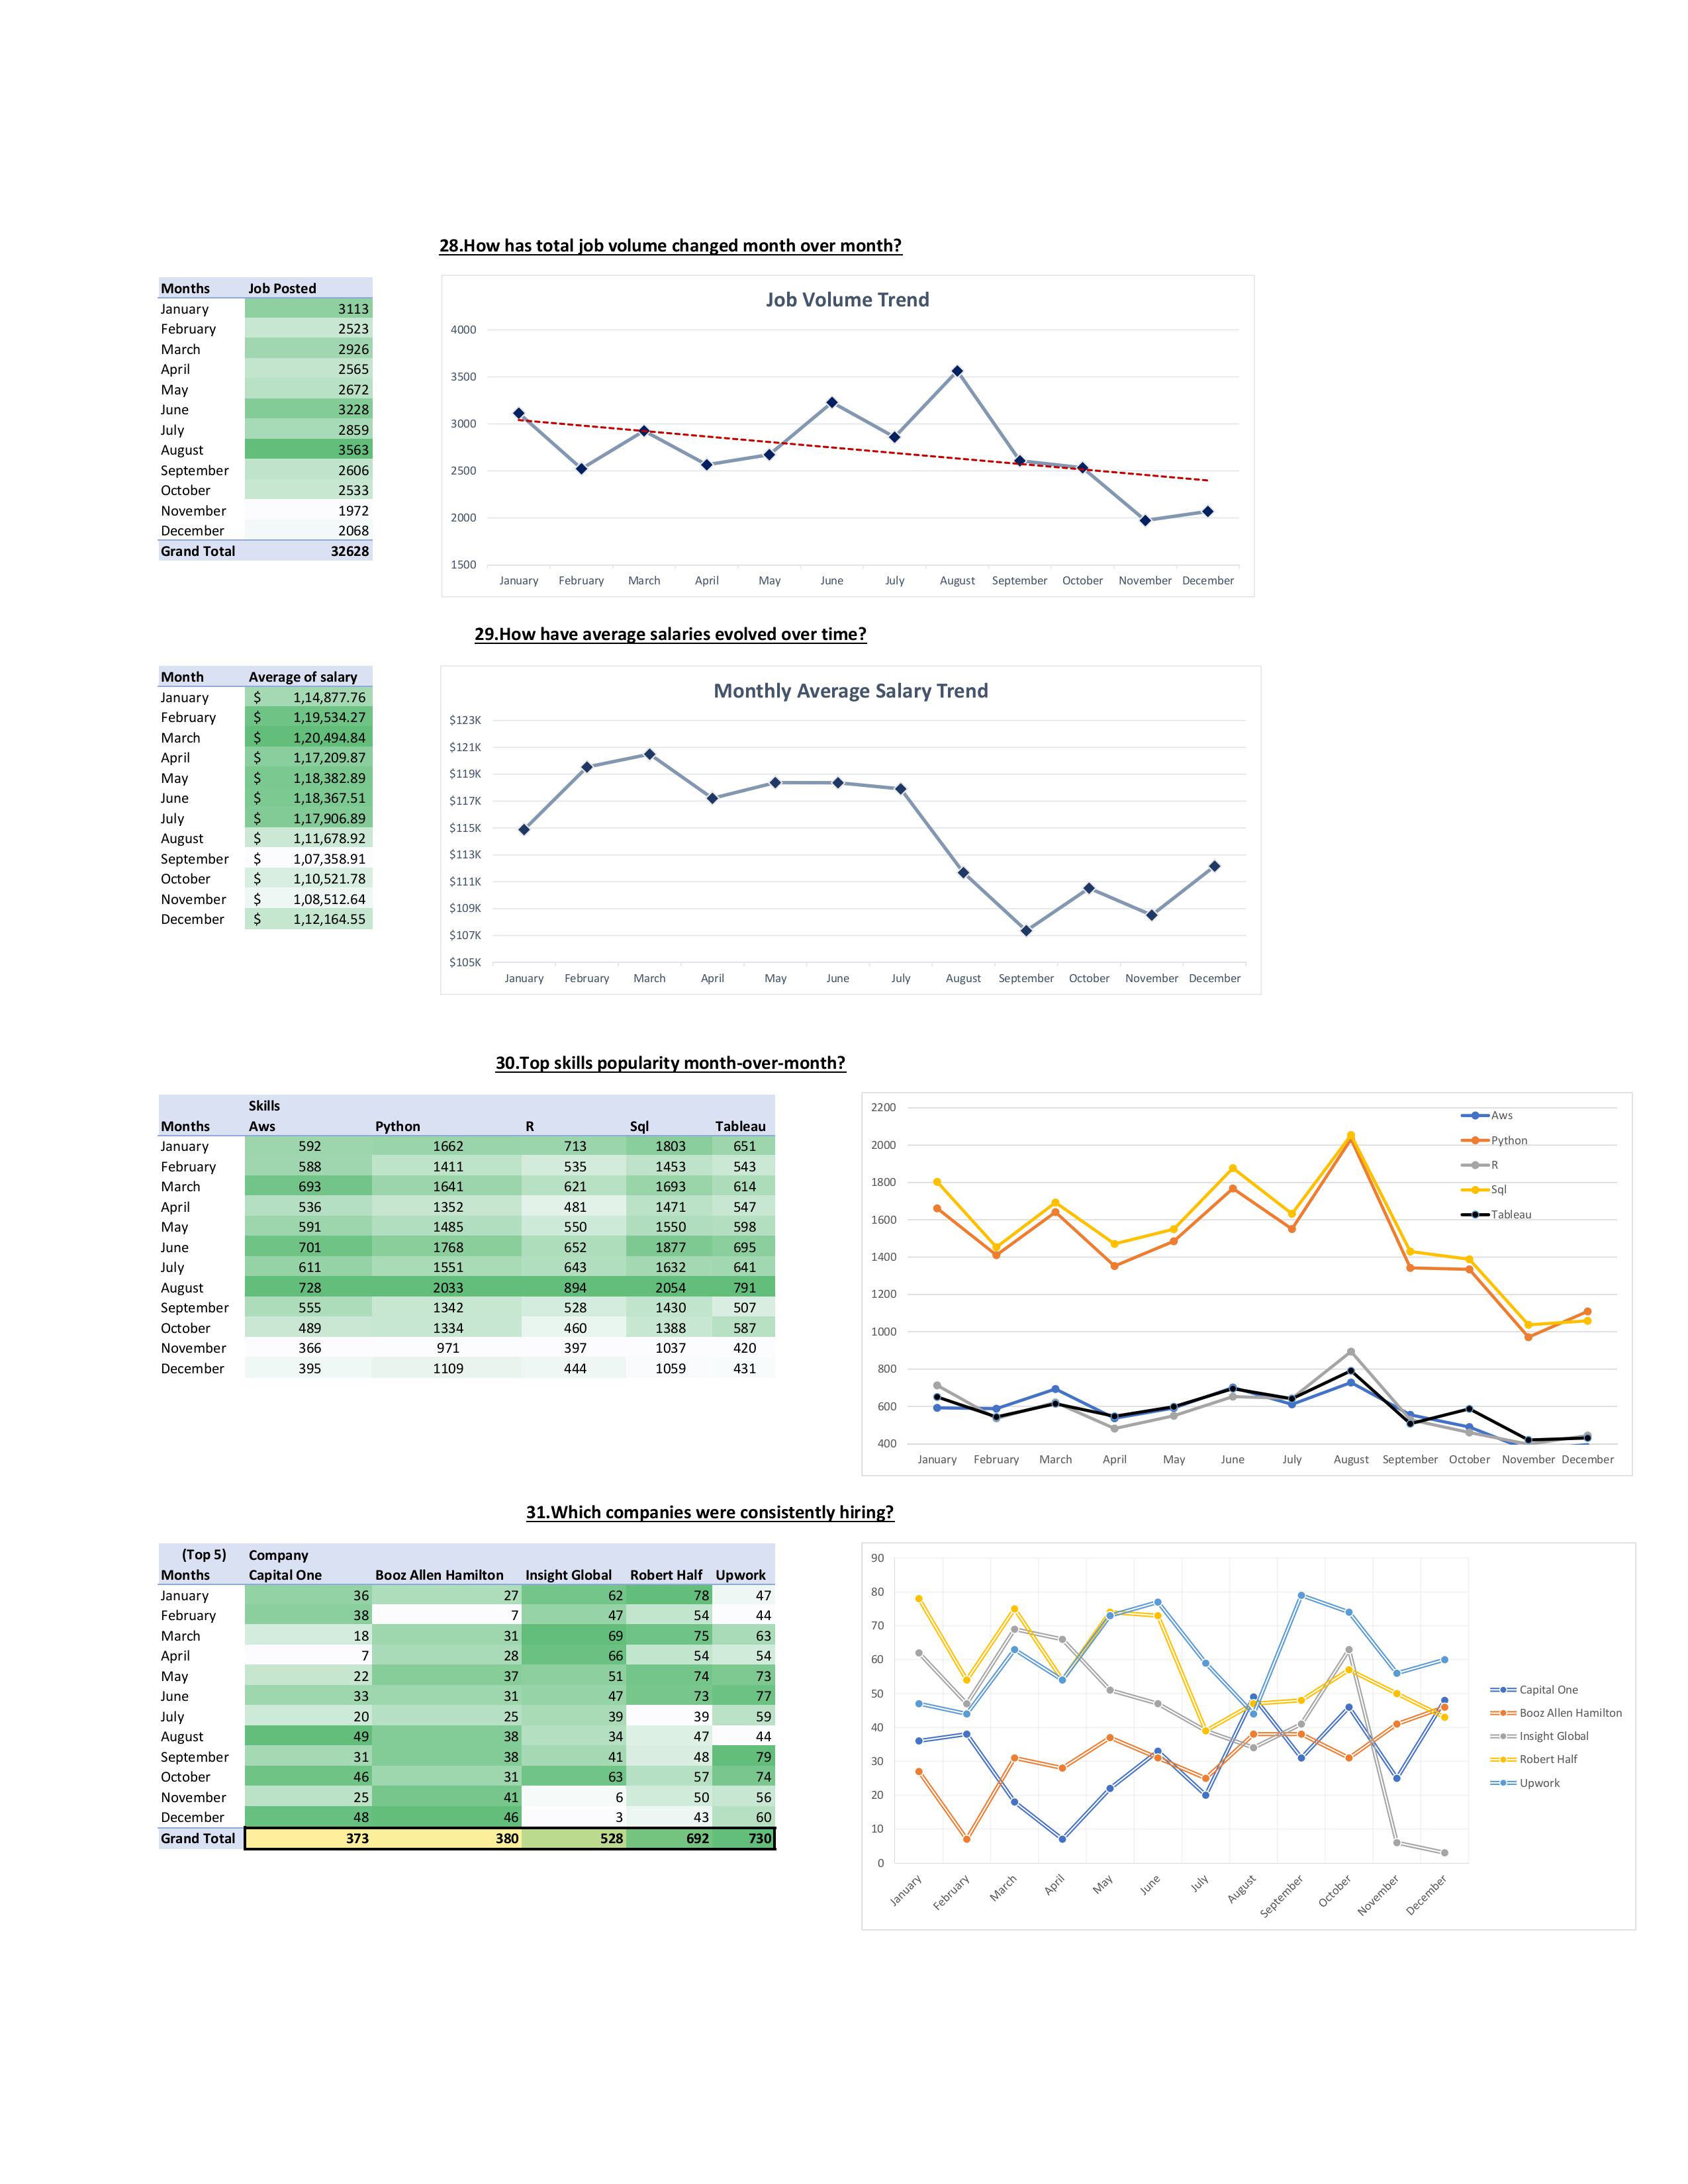 28.How has total job volume changed month over month?
Months Job Posted
January 3113
February 2523
March 2926
April 2565
May 2672
June 3228
July 2859
August 3563
September 2606
October 2533
November 1972
December 2068
Grand Total 32628
Job Volume Trend
4000
3500
3000
2500
2000
1500
January February March April May June July August September October November December
29.How have average salaries evolved over time?
Month Average of salary
January $ 1,14,877.76
February $ 1,19,534.27
March $ 1,20,494.84
April $ 1,17,209.87
May $ 1,18,382.89
June $ 1,18,367.51
July $ 1,17,906.89
August $ 1,11,678.92
September $ 1,07,358.91
October $ 1,10,521.78
November $ 1,08,512.64
December $ 1,12,164.55
Monthly Average Salary Trend
$123K
$121K
$119K
$117K
$115K
$113K
$111K
$109K
$107K
$105K
January February March April May June July August September October November December
30.Top skills popularity month-over-month?
Skills
Months Aws Python R Sql Tableau
January 592 1662 713 1803 651
February 588 1411 535 1453 543
March 693 1641 621 1693 614
April 536 1352 481 1471 547
May 591 1485 550 1550 598
June 701 1768 652 1877 695
July 611 1551 643 1632 641
August 728 2033 894 2054 791
September 555 1342 528 1430 507
October 489 1334 460 1388 587
November 366 971 397 1037 420
December 395 1109 444 1059 431
2200
2000
1800
1600
1400
1200
1000
800
600
400
January February March April May June July August September October November December
Aws
Python
R
Sql
Tableau
31.Which companies were consistently hiring?
(Top 5) Company
Months Capital One Booz Allen Hamilton Insight Global Robert Half Upwork
January 36 27 62 78 47
February 38 7 47 54 44
March 18 31 69 75 63
April 7 28 66 54 54
May 22 37 51 74 73
June 33 31 47 73 77
July 20 25 39 39 59
August 49 38 34 47 44
September 31 38 41 48 79
October 46 31 63 57 74
November 25 41 6 50 56
December 48 46 3 43 60
Grand Total 373 380 528 692 730
90
80
70
60
50
40
30
20
10
0
January February March April May June July August September October November December
Capital One
Booz Allen Hamilton
Insight Global
Robert Half
Upwork